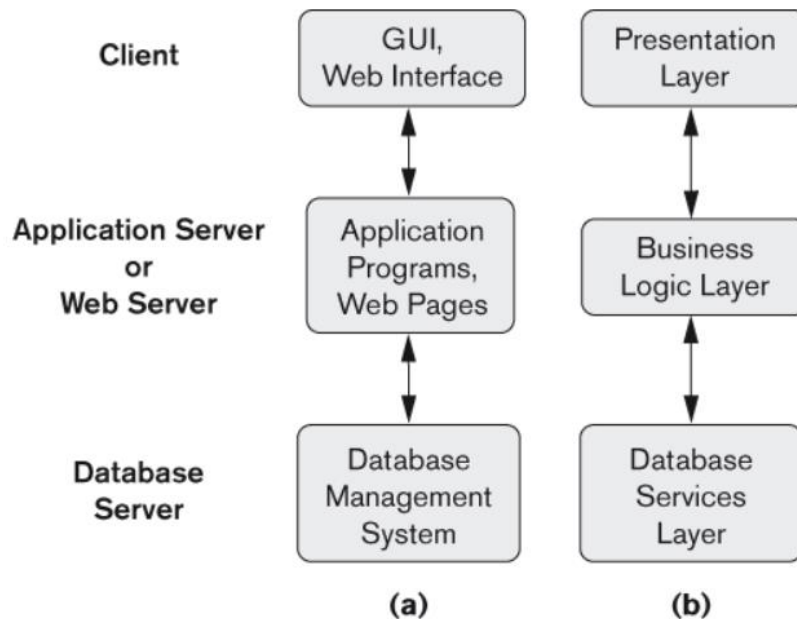 Client
GUI,
Web Interface
Presentation
Layer
Application Server
or
Web Server
Application
Programs,
Web Pages
Business
Logic Layer
Database
Server
Database
Management
System
Database
Services
Layer
(a)
(b)